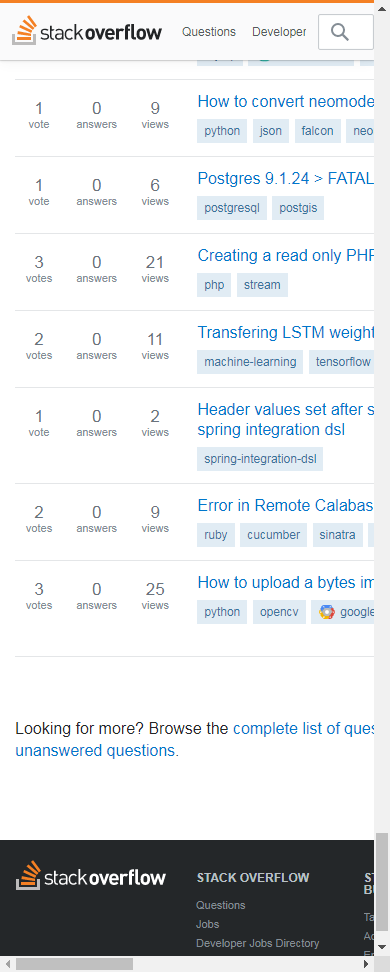 stackoverflow Questions Developer
1 0 9 How to convert neomode
vote answers views python json falcon neo
1 0 6 Postgres 9.1.24 > FATAL
vote answers views postgresql postgis
3 0 21 Creating a read only PHP
votes answers views php stream
2 0 11 Transfering LSTM weight
votes answers views machine-learning tensorflow
1 0 2 Header values set after s
vote answers views spring integration dsl
spring-integration-dsl
2 0 9 Error in Remote Calabas
votes answers views ruby cucumber sinatra
3 0 25 How to upload a bytes im
votes answers views python opencv google
Looking for more? Browse the complete list of ques
unanswered questions.
stackoverflow STACK OVERFLOW
Questions
Jobs
Developer Jobs Directory